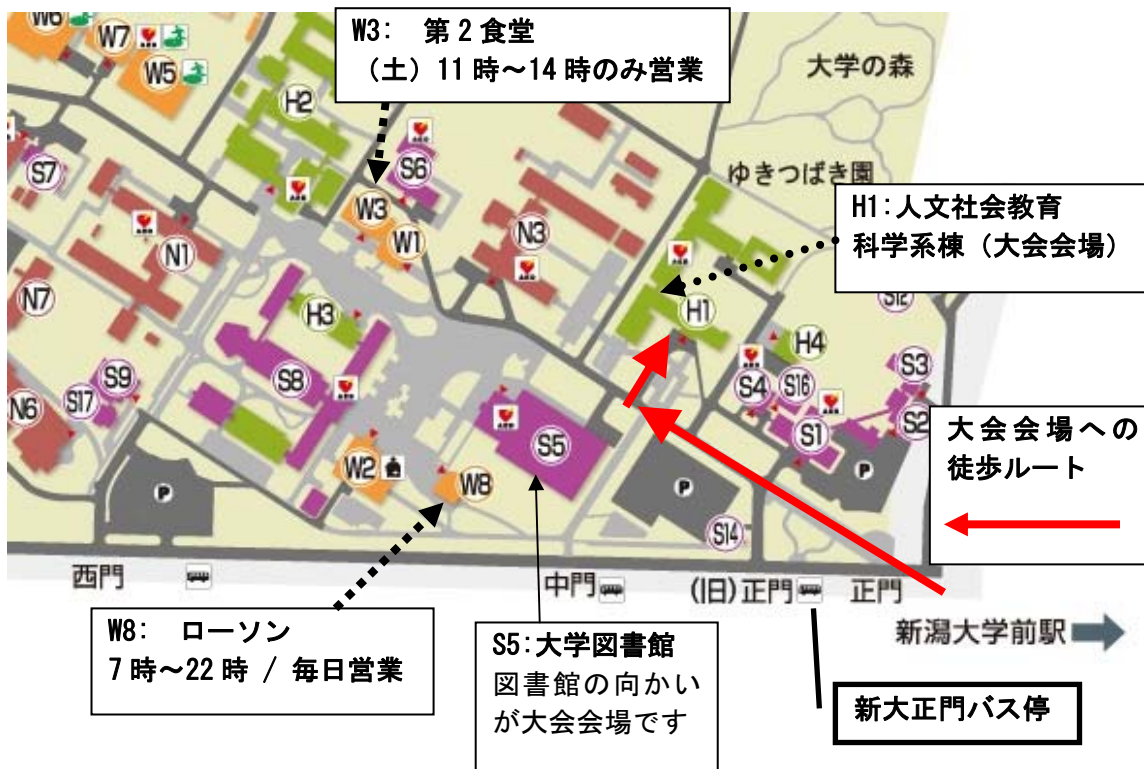 W3： 第2食堂
（土）11時～14時のみ営業
大学の森
ゆきつばき園
H1：人文社会教育
科学系棟（大会会場）
W6
W7
W5
H2
S6
S7
W3
W1
N3
N1
N7
H3
H1
S12
H4
S9
S8
S4
S16
S3
S17
N6
S5
S1
S2
W2
W8
P
P
P
S14
大会会場への
徒歩ルート
西門
中門
(旧)正門
正門
新潟大学前駅
W8： ローソン
7時～22時 / 毎日営業
S5：大学図書館
図書館の向かい
が大会会場です
新大正門バス停